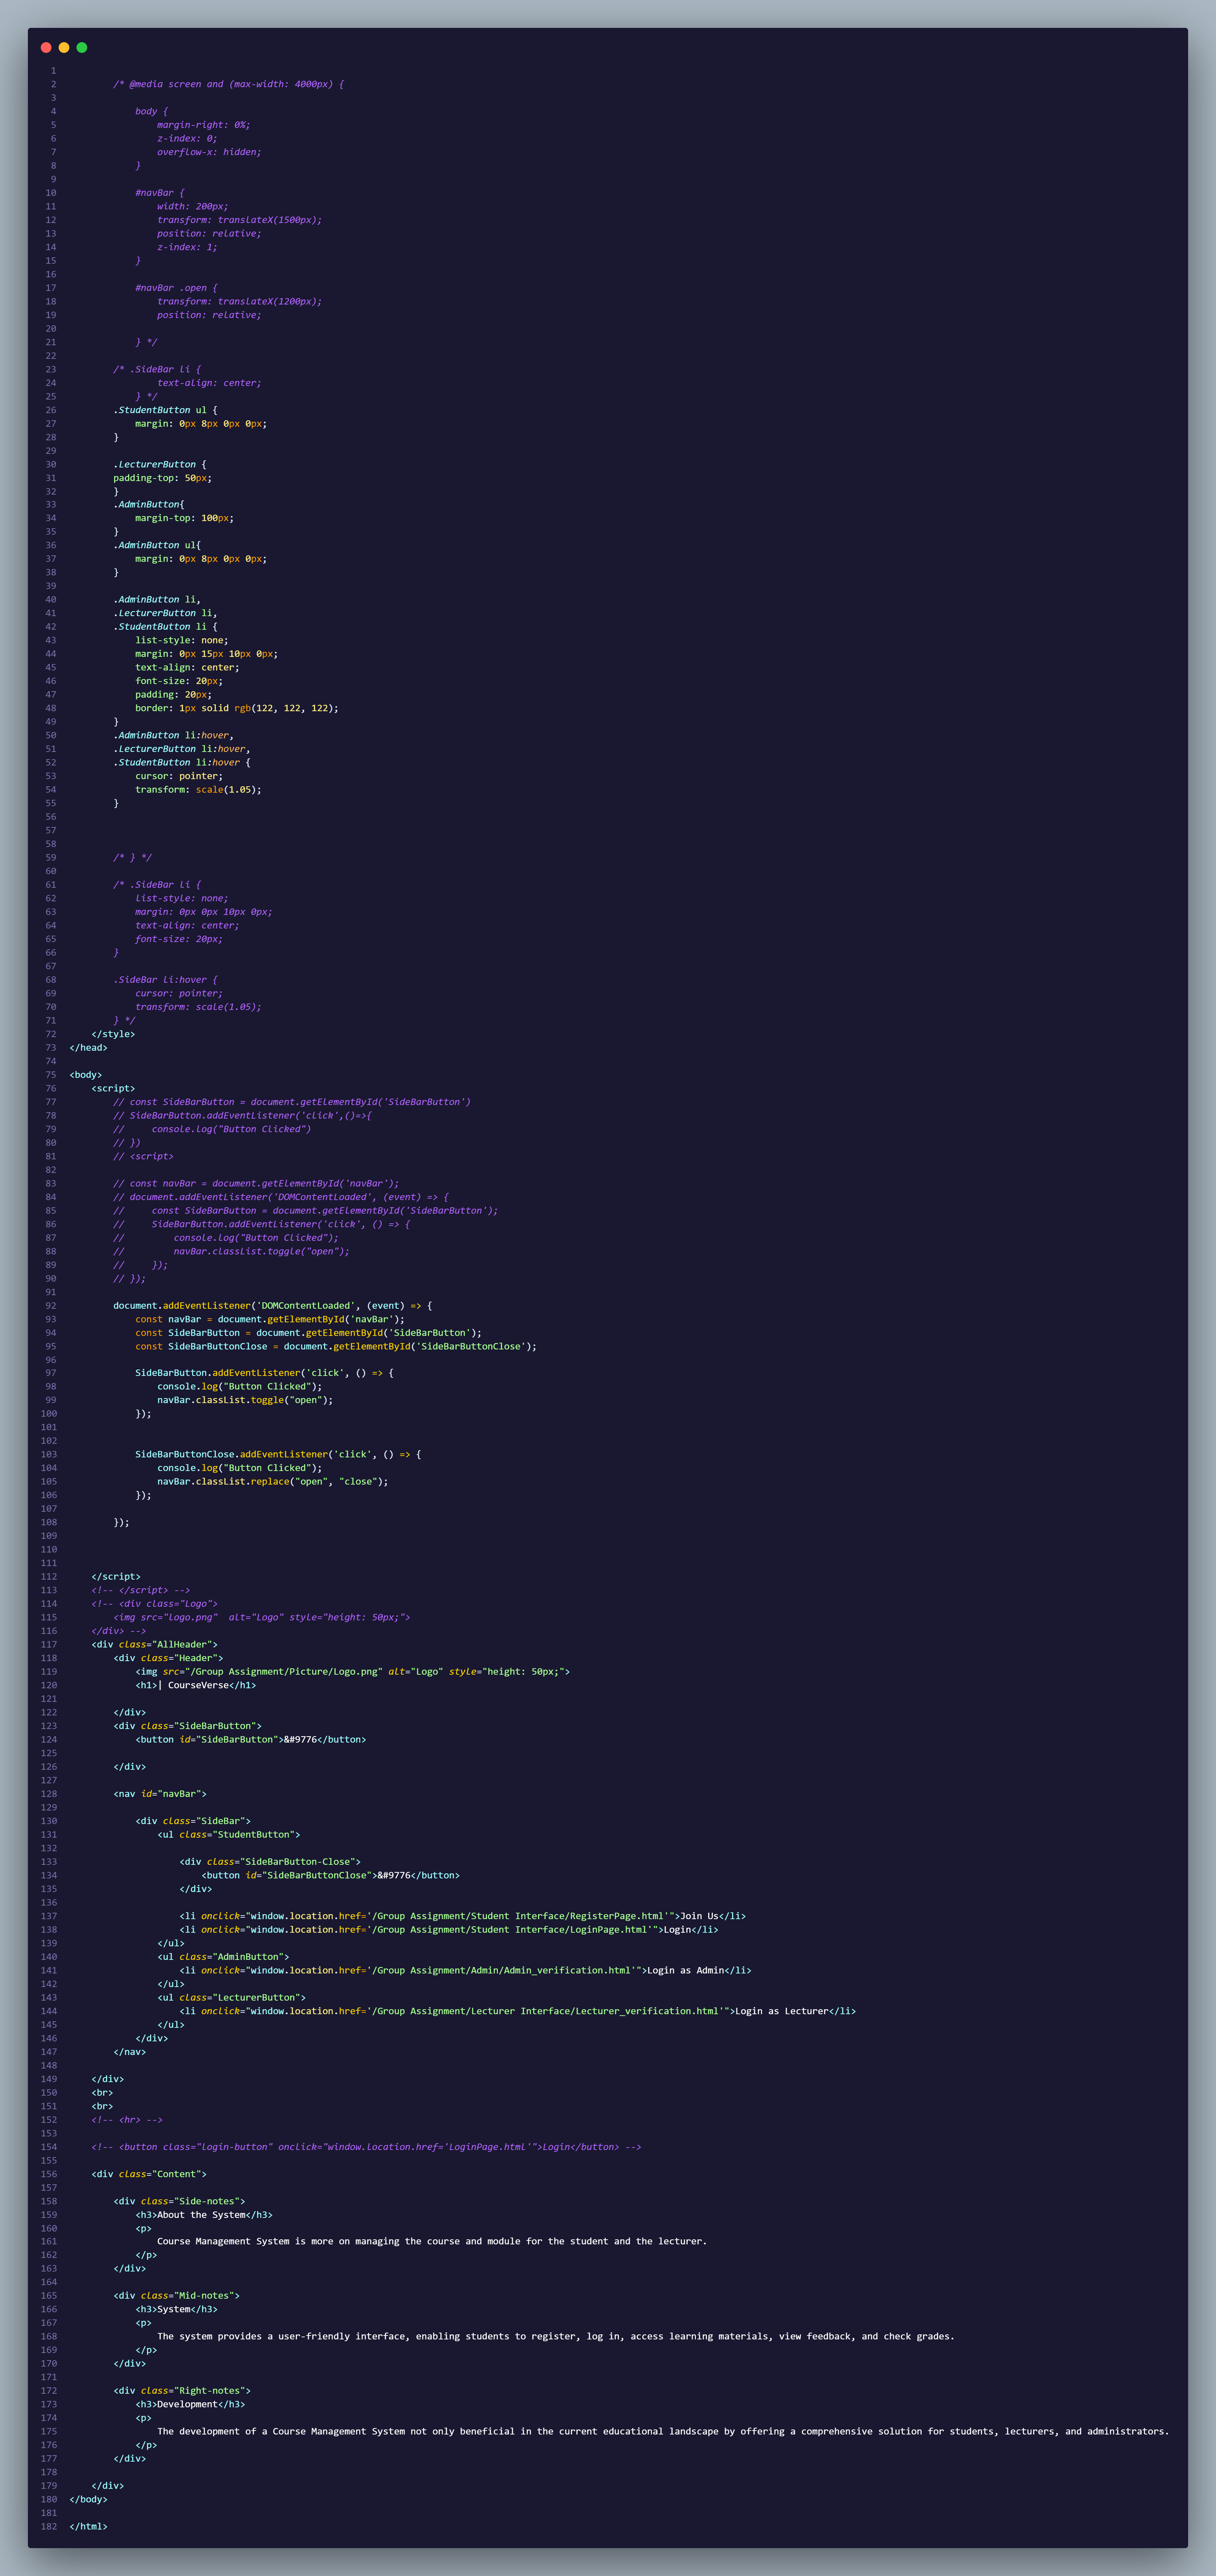 1
2 /* @media screen and (max-width: 4000px) {
3
4 body {
5 margin-right: 0%;
6 z-index: 0;
7 overflow-x: hidden;
8 }
9
10 #navBar {
11 width: 200px;
12 transform: translateX(1500px);
13 position: relative;
14 z-index: 1;
15 }
16
17 #navBar .open {
18 transform: translateX(1200px);
19 position: relative;
20
21 } */
22
23 /* .SideBar li {
24 text-align: center;
25 } */
26 .StudentButton ul {
27 margin: 0px 8px 0px 0px;
28 }
29
30 .LecturerButton {
31 padding-top: 50px;
32 }
33 .AdminButton{
34 margin-top: 100px;
35 }
36 .AdminButton ul{
37 margin: 0px 8px 0px 0px;
38 }
39
40 .AdminButton li,
41 .LecturerButton li,
42 .StudentButton li {
43 list-style: none;
44 margin: 0px 15px 10px 0px;
45 text-align: center;
46 font-size: 20px;
47 padding: 20px;
48 border: 1px solid rgb(122, 122, 122);
49 }
50 .AdminButton li:hover,
51 .LecturerButton li:hover,
52 .StudentButton li:hover {
53 cursor: pointer;
54 transform: scale(1.05);
55 }
56
57
58
59 /* } */
60
61 /* .SideBar li {
62 list-style: none;
63 margin: 0px 0px 10px 0px;
64 text-align: center;
65 font-size: 20px;
66 }
67
68 .SideBar li:hover {
69 cursor: pointer;
70 transform: scale(1.05);
71 } */
72 </style>
73 </head>
74
75 <body>
76 <script>
77 // const SideBarButton = document.getElementById('SideBarButton')
78 // SideBarButton.addEventListener('click',()=>{
79 // console.log("Button Clicked")
80 // })
81 // <script>
82
83 // const navBar = document.getElementById('navBar');
84 // document.addEventListener('DOMContentLoaded', (event) => {
85 // const SideBarButton = document.getElementById('SideBarButton');
86 // SideBarButton.addEventListener('click', () => {
87 // console.log("Button Clicked");
88 // navBar.classList.toggle("open");
89 // });
90 // });
91
92 document.addEventListener('DOMContentLoaded', (event) => {
93 const navBar = document.getElementById('navBar');
94 const SideBarButton = document.getElementById('SideBarButton');
95 const SideBarButtonClose = document.getElementById('SideBarButtonClose');
96
97 SideBarButton.addEventListener('click', () => {
98 console.log("Button Clicked");
99 navBar.classList.toggle("open");
100 });
101
102
103 SideBarButtonClose.addEventListener('click', () => {
104 console.log("Button Clicked");
105 navBar.classList.replace("open", "close");
106 });
107
108 });
109
110
111
112 </script>
113 <!-- </script> -->
114 <!-- <div class="Logo">
115 <img src="logo.png"  alt="Logo" style="height: 50px;">
116 </div> -->
117 <div class="AllHeader">
118 <div class="Header">
119 <img src="/Group Assignment/Picture/Logo.png" alt="Logo" style="height: 50px;">
120 <h1>| CourseVerse</h1>
121
122 </div>
123 <div class="SideBarButton">
124 <button id="SideBarButton">&#9776</button>
125
126 </div>
127
128 <nav id="navBar">
129
130 <div class="SideBar">
131 <ul class="StudentButton">
132
133 <div class="SideBarButton-Close">
134 <button id="SideBarButtonClose">&#9776</button>
135 </div>
136
137 <li onclick="window.location.href='/Group Assignment/Student Interface/RegisterPage.html'">Join Us</li>
138 <li onclick="window.location.href='/Group Assignment/Student Interface/LoginPage.html'">Login</li>
139 </ul>
140 <ul class="AdminButton">
141 <li onclick="window.location.href='/Group Assignment/Admin/Admin_verification.html'">Login as Admin</li>
142 </ul>
143 <ul class="LecturerButton">
144 <li onclick="window.location.href='/Group Assignment/Lecturer Interface/Lecturer_verification.html'">Login as Lecturer</li>
145 </ul>
146 </div>
147 </nav>
148
149 </div>
150 <br>
151 <br>
152 <!-- <hr> -->
153
154 <!-- <button class="login-button" onclick="window.location.href='LoginPage.html'">Login</button> -->
155
156 <div class="Content">
157
158 <div class="Side-notes">
159 <h3>About the System</h3>
160 <p>
161 Course Management System is more on managing the course and module for the student and the lecturer.
162 </p>
163 </div>
164
165 <div class="Mid-notes">
166 <h3>System</h3>
167 <p>
168 The system provides a user-friendly interface, enabling students to register, log in, access learning materials, view feedback, and check grades.
169 </p>
170 </div>
171
172 <div class="Right-notes">
173 <h3>Development</h3>
174 <p>
175 The development of a Course Management System not only beneficial in the current educational landscape by offering a comprehensive solution for students, lecturers, and administrators.
176 </p>
177 </div>
178
179 </div>
180 </body>
181
182 </html>